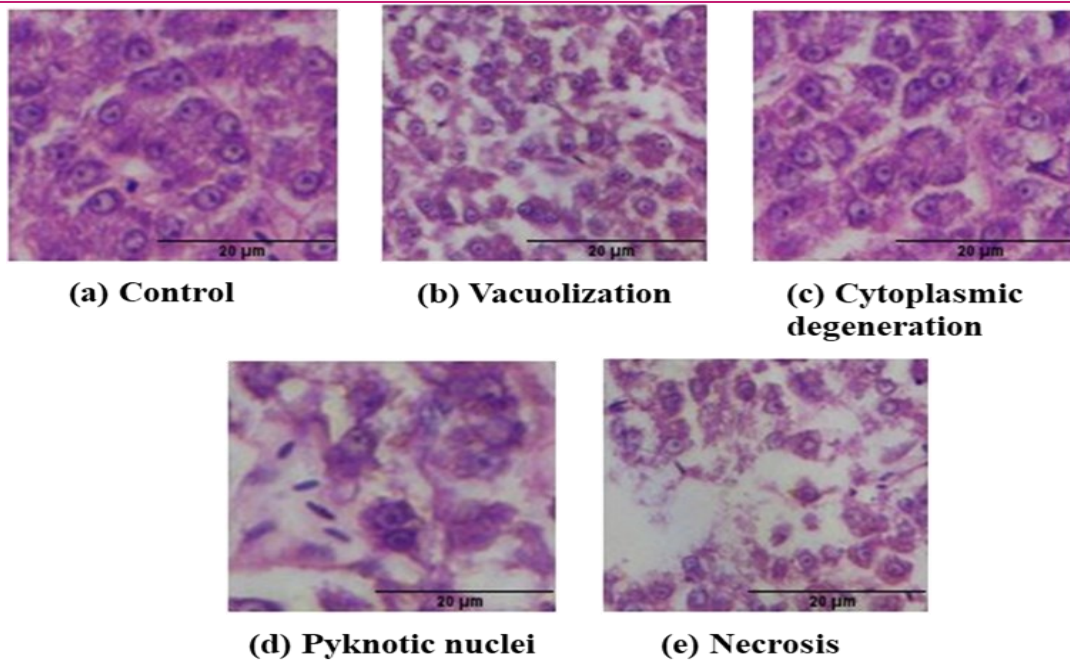 20 µm
20 µm
20 µm
(a) Control
(b) Vacuolization
(c) Cytoplasmic
degeneration
20 µm
20 µm
(d) Pyknotic nuclei
(e) Necrosis